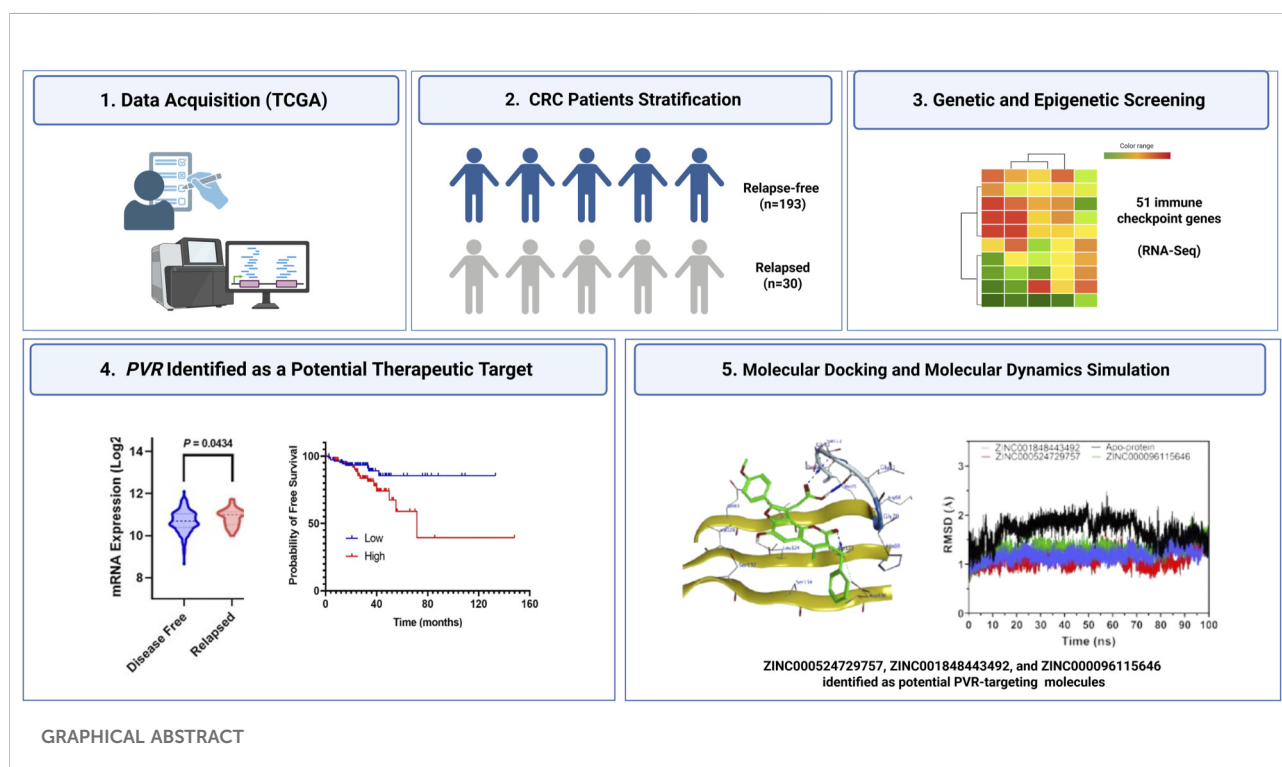 1. Data Acquisition (TCGA)
2. CRC Patients Stratification
Relapse-free
(n=193)
Relapsed
(n=30)
3. Genetic and Epigenetic Screening
Color range
51 immune
checkpoint genes
(RNA-Seq)
4. PVR Identified as a Potential Therapeutic Target
mRNA Expression (Log2
14
12
10
8
P = 0.0434
Disease Free
Relapsed
Probability of Free Survival
100
50
0
Low
High
0 40 80 120 160
Time (months)
5. Molecular Docking and Molecular Dynamics Simulation
RMSD (Å)
3
2
1
0
ZINC001848443492 Apo-protein
ZINC000524729757 ZINC000096115646
0 10 20 30 40 50 60 70 80 90 100
Time (ns)
ZINC000524729757, ZINC001848443492, and ZINC000096115646
identified as potential PVR-targeting molecules
GRAPHICAL ABSTRACT